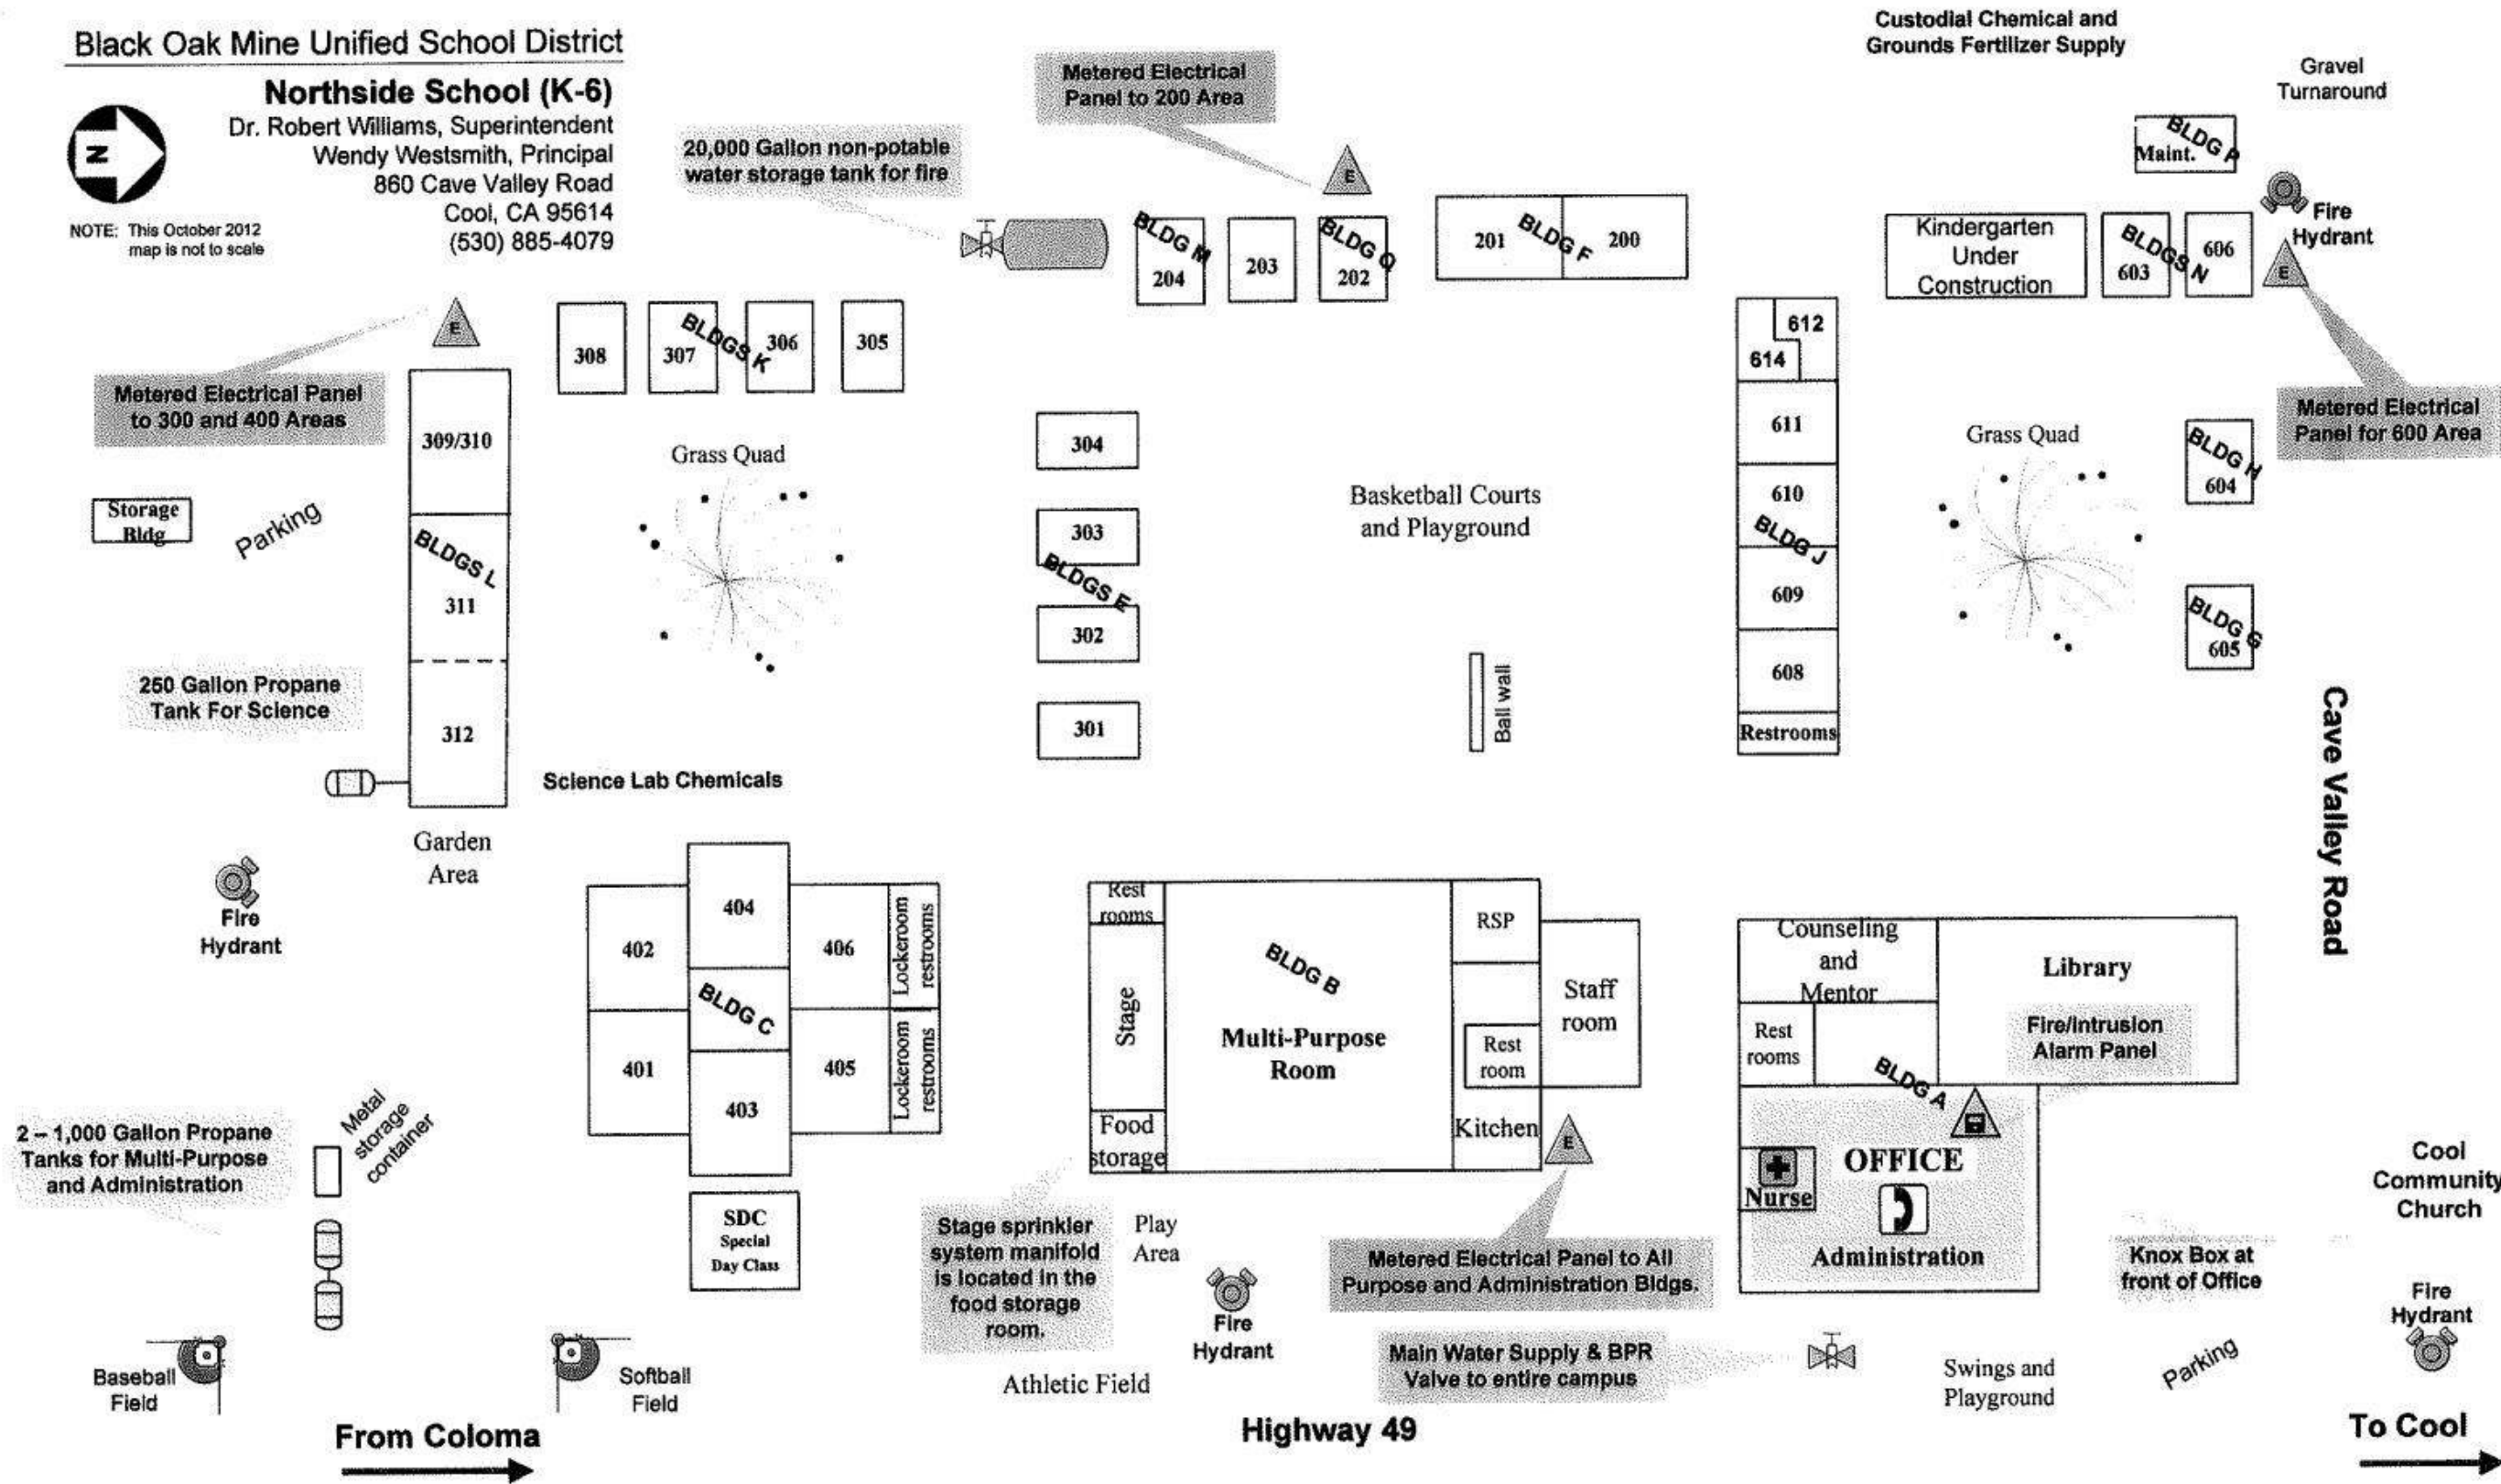 Black Oak Mine Unified School District
Northside School (K-6)
Dr. Robert Williams, Superintendent
Wendy Westsmith, Principal
860 Cave Valley Road
Cool, CA 95614
(530) 885-4079
N
NOTE: This October 2012
map is not to scale
Metered Electrical
Panel to 200 Area
20,000 Gallon non-potable
water storage tank for fire
E
Custodial Chemical and
Grounds Fertilizer Supply
Gravel
Turnaround
BLDG P
Maint.
Fire
Hydrant
E
BLDG M
204
203
BLDG Q
202
201
BLDG F
200
Kindergarten
Under
Construction
BLDGS N
603
606
E
Metered Electrical Panel
to 300 and 400 Areas
308
307
BLDGS K
306
305
612
614
611
610
BLDG J
609
608
Restrooms
Metered Electrical
Panel for 600 Area
309/310
BLDGS L
311
312
Storage
Bldg
Parking
Grass Quad
304
303
BLDGS E
302
301
Basketball Courts
and Playground
Ball wall
Grass Quad
BLDG H
604
BLDG G
605
Cave Valley Road
250 Gallon Propane
Tank For Science
Science Lab Chemicals
Garden
Area
Fire
Hydrant
404
402
406
BLDG C
401
405
403
Lockeroom
restrooms
Lockeroom
restrooms
SDC
Special
Day Class
Rest
rooms
Stage
Food
storage
BLDG B
Multi-Purpose
Room
RSP
Rest
room
Kitchen
Staff
room
E
Counseling
and
Mentor
Library
Rest
rooms
BLDG A
Fire/Intrusion
Alarm Panel
OFFICE
Nurse
Administration
2 – 1,000 Gallon Propane
Tanks for Multi-Purpose
and Administration
Metal
storage
container
Stage sprinkler
system manifold
is located in the
food storage
room.
Play
Area
Fire
Hydrant
Metered Electrical Panel to All
Purpose and Administration Bldgs.
Main Water Supply & BPR
Valve to entire campus
Knox Box at
front of Office
Cool
Community
Church
Fire
Hydrant
Parking
Swings and
Playground
Baseball
Field
Softball
Field
Athletic Field
From Coloma
Highway 49
To Cool